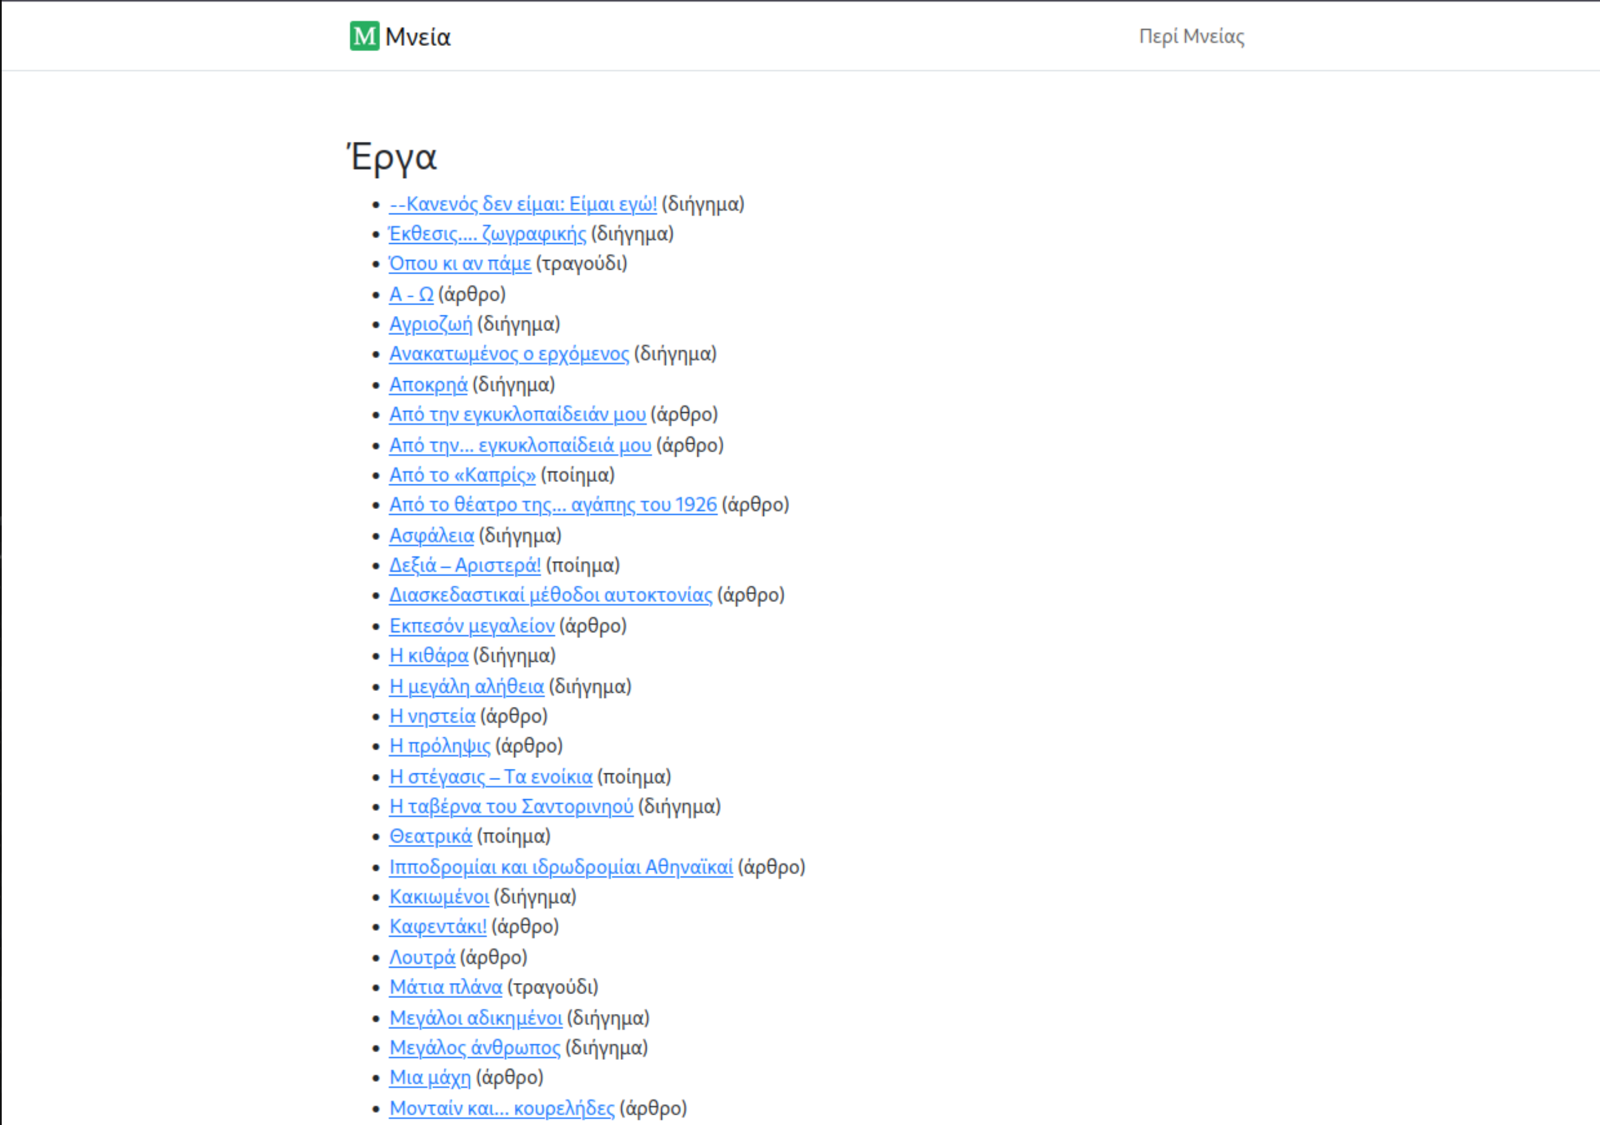 M Μνεία
Περί Μνείας
Έργα
--Κανενός δεν είμαι: Είμαι εγώ! (διήγημα)
Έκθεσις.... ζωγραφικής (διήγημα)
Όπου κι αν πάμε (τραγούδι)
Α - Ω (άρθρο)
Αγριοζωή (διήγημα)
Ανακατωμένος ο ερχόμενος (διήγημα)
Αποκρηά (διήγημα)
Από την εγκυκλοπαίδειάν μου (άρθρο)
Από την... εγκυκλοπαίδειά μου (άρθρο)
Από το «Καπρίς» (ποίημα)
Από το θέατρο της... αγάπης του 1926 (άρθρο)
Ασφάλεια (διήγημα)
Δεξιά – Αριστερά! (ποίημα)
Διασκεδαστικαί μέθοδοι αυτοκτονίας (άρθρο)
Εκπεσόν μεγαλείον (άρθρο)
Η κιθάρα (διήγημα)
Η μεγάλη αλήθεια (διήγημα)
Η νηστεία (άρθρο)
Η πρόληψις (άρθρο)
Η στέγασις – Τα ενοίκια (ποίημα)
Η ταβέρνα του Σαντορινηού (διήγημα)
Θεατρικά (ποίημα)
Ιπποδρομίαι και ιδρωδρομίαι Αθηναϊκαί (άρθρο)
Κακιωμένοι (διήγημα)
Καφεντάκι! (άρθρο)
Λουτρά (άρθρο)
Μάτια πλάνα (τραγούδι)
Μεγάλοι αδικημένοι (διήγημα)
Μεγάλος άνθρωπος (διήγημα)
Μια μάχη (άρθρο)
Μονταίν και... κουρελήδες (άρθρο)